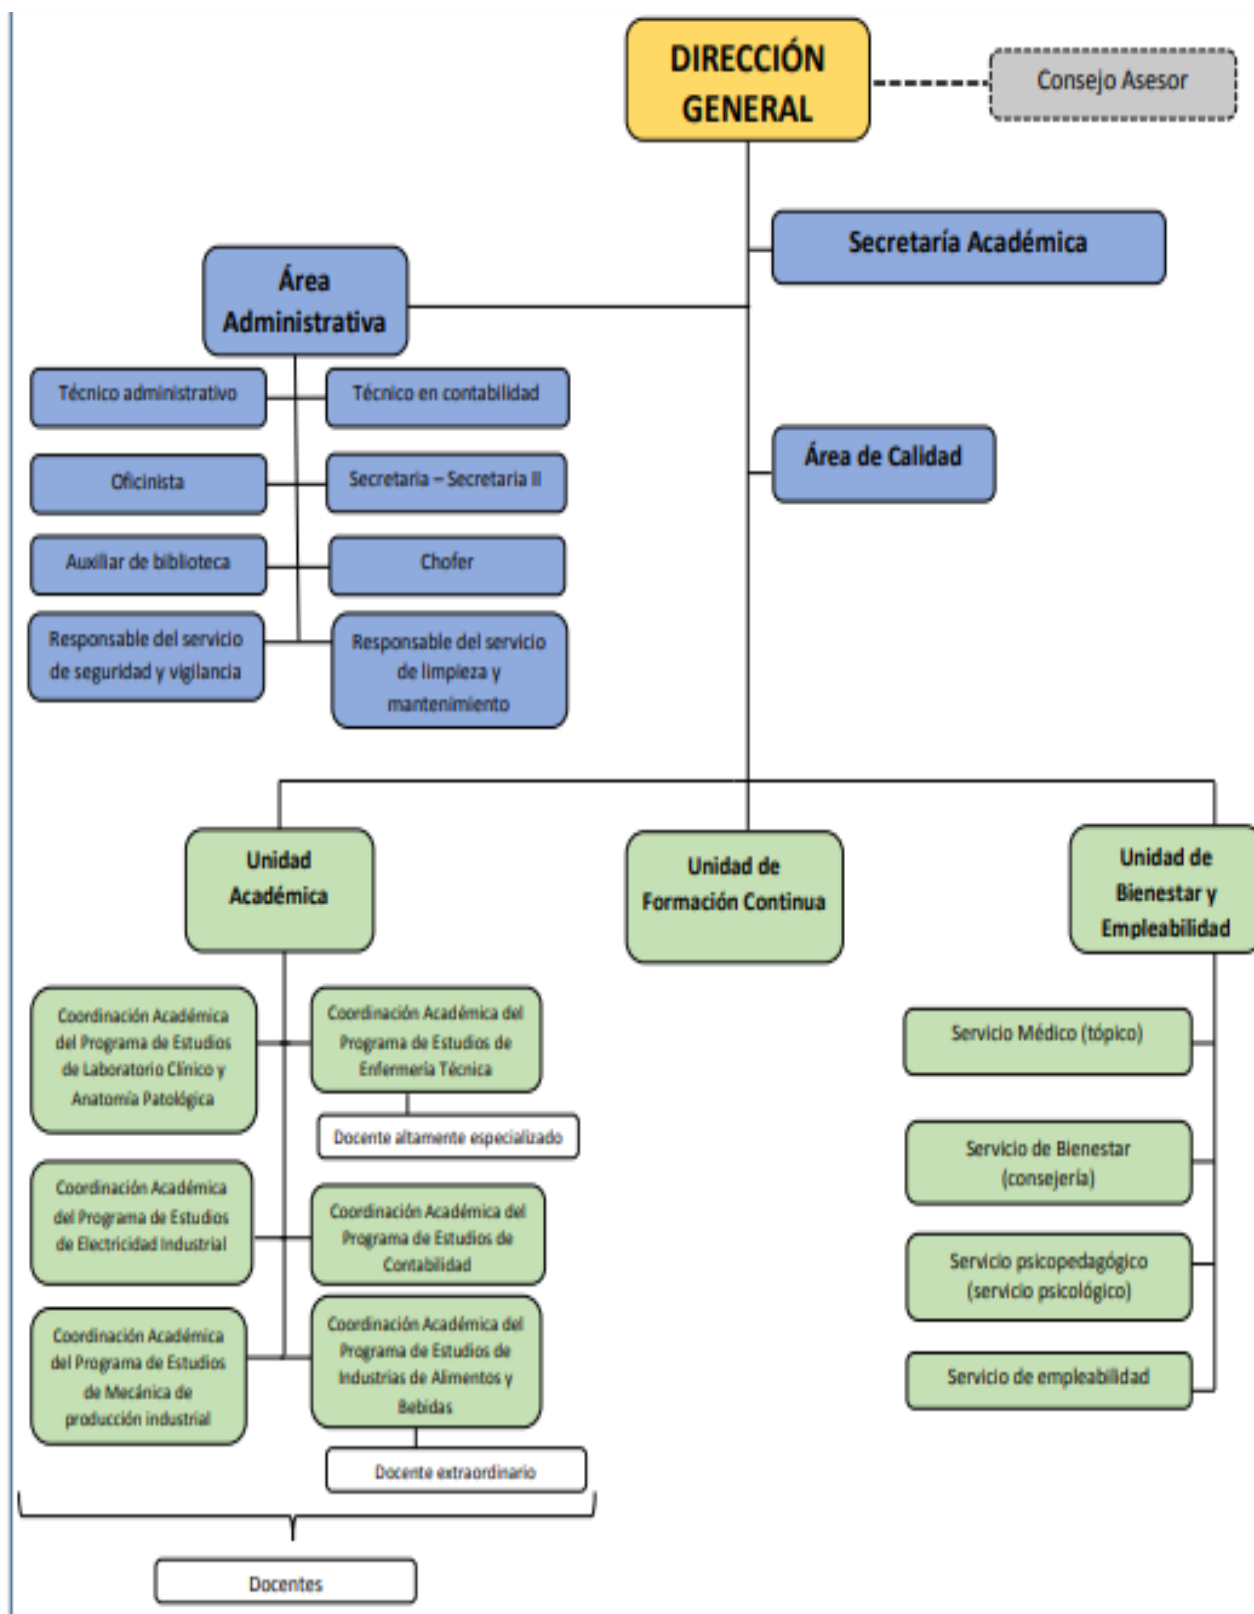 DIRECCIÓN
GENERAL
Consejo Asesor
Secretaría Académica
Área
Administrativa
Técnico administrativo
Técnico en contabilidad
Oficinista
Secretaria – Secretaria II
Auxiliar de biblioteca
Chofer
Responsable del servicio
de seguridad y vigilancia
Responsable del servicio
de limpieza y
mantenimiento
Área de Calidad
Unidad
Académica
Unidad de
Formación Continua
Unidad de
Bienestar y
Empleabilidad
Coordinación Académica
del Programa de Estudios
de Laboratorio Clínico y
Anatomía Patológica
Coordinación Académica del
Programa de Estudios de
Enfermería Técnica
Docente altamente especializado
Coordinación Académica
del Programa de Estudios
de Electricidad Industrial
Coordinación Académica del
Programa de Estudios de
Contabilidad
Coordinación Académica
del Programa de Estudios
de Mecánica de
producción industrial
Coordinación Académica del
Programa de Estudios de
Industrias de Alimentos y
Bebidas
Docente extraordinario
Docentes
Servicio Médico (tópico)
Servicio de Bienestar
(consejería)
Servicio psicopedagógico
(servicio psicológico)
Servicio de empleabilidad